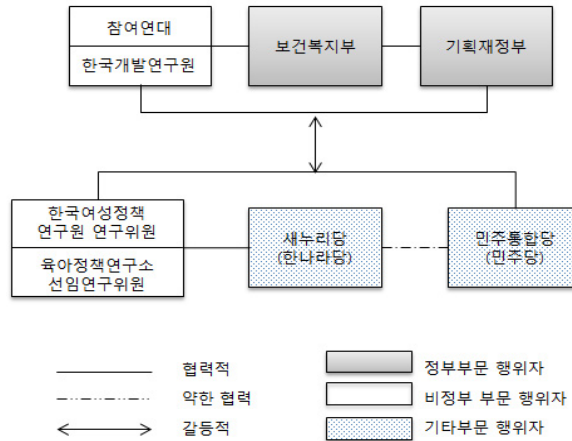 참여연대
한국개발연구원
보건복지부
기획재정부
한국여성정책
연구원 연구위원
육아정책연구소
선임연구위원
새누리당
(한나라당)
민주통합당
(민주당)
협력적
약한 협력
갈등적
정부부문 행위자
비정부 부문 행위자
기타부문 행위자